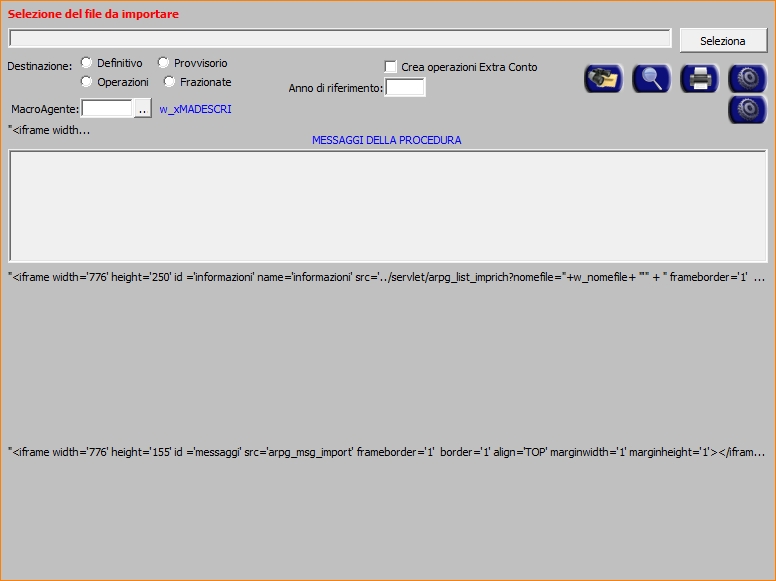 Selezione del file da importare
Seleziona
Destinazione: Definitivo Provvisorio
Crea operazioni Extra Conto
Operazioni Frazionate
Anno di riferimento:
MacroAgente: .. w_xMADESCRI
"<iframe width...
MESSAGGI DELLA PROCEDURA
"<iframe width='776' height='250' id ='informazioni' name='informazioni' src='../servlet/arpg_list_imprich?nomefile="+w_nomefile+ "'" + " frameborder='1' ...
"<iframe width='776' height='155' id ='messaggi' src='arpg_msg_import' frameborder='1' border='1' align='TOP' marginwidth='1' marginheight='1'></ifram...